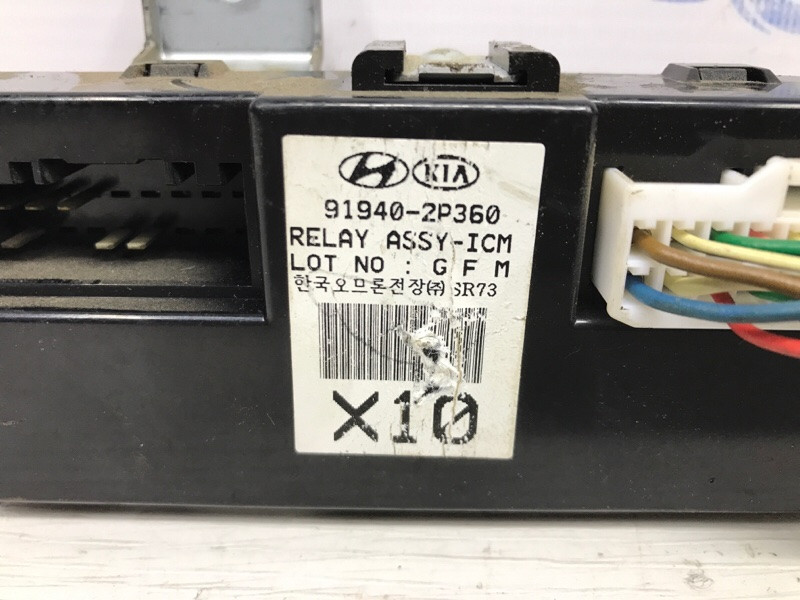 KIA
91940-2P360
RELAY ASSY-ICM
LOT NO : G F M
한국오므론전장㈜ SR73
X10